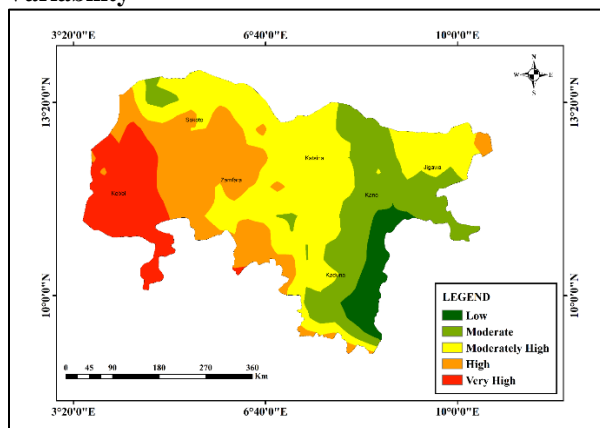 variability
3°20'0"E 6°40'0"E 10°0'0"E
N
W E
S
13°20'0"N 13°20'0"N
Sokoto
Katsina
Jigawa
Zamfara
Kebbi
Kano
Kaduna
10°0'0"N 10°0'0"N
LEGEND
Low
Moderate
Moderately High
High
Very High
0 45 90 180 270 360
Km
3°20'0"E 6°40'0"E 10°0'0"E